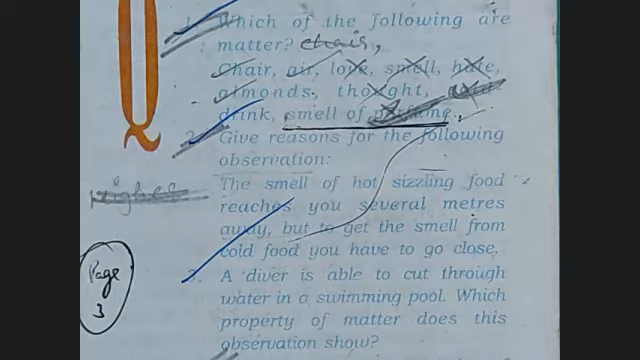 Q
1. Which of the following are
matter? chair,
Chair, air, love, smell, hate,
almonds, thought,
drink, smell of perfume.
2. Give reasons for the following
observation:
The smell of hot sizzling food
reaches you several metres
away, but to get the smell from
cold food you have to go close.
3. A diver is able to cut through
water in a swimming pool. Which
property of matter does this
observation show?
Page
3